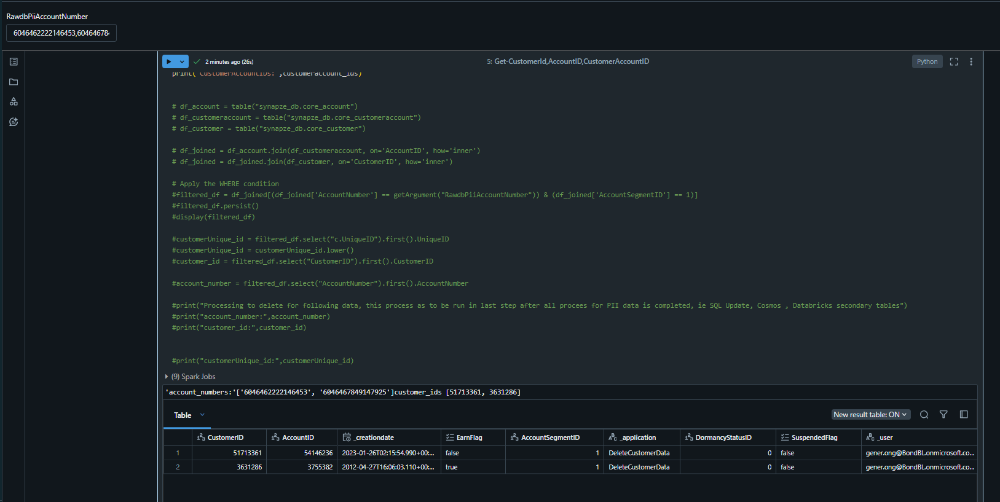 RawdbPiiAccountNumber
6046462222146453,604646784
2 minutes ago (26s)
5: Get-CustomerId,AccountID,CustomerAccountID
Python
print( CustomerAccountIDs: ,customeraccount_ids)
# df_account = table("synapze_db.core_account")
# df_customeraccount = table("synapze_db.core_customeraccount")
# df_customer = table("synapze_db.core_customer")
# df_joined = df_account.join(df_customeraccount, on='AccountID', how='inner')
# df_joined = df_joined.join(df_customer, on='CustomerID', how='inner')
# Apply the WHERE condition
#filtered_df = df_joined[(df_joined['AccountNumber'] == getArgument("RawdbPiiAccountNumber")) & (df_joined['AccountSegmentID'] == 1)]
#filtered_df.persist()
#display(filtered_df)
#customerUnique_id = filtered_df.select("c.UniqueID").first().UniqueID
#customerUnique_id = customerUnique_id.lower()
#customer_id = filtered_df.select("CustomerID").first().CustomerID
#account_number = filtered_df.select("AccountNumber").first().AccountNumber
#print("Processing to delete for following data, this process as to be run in last step after all procees for PII data is completed, ie SQL Update, Cosmos , Databricks secondary tables")
#print("account_number:",account_number)
#print("customer_id:",customer_id)
#print("customerUnique_id:",customerUnique_id)
(9) Spark Jobs
'account_numbers:'['6046462222146453', '6046467849147925']customer_ids [51713361, 3631286]
Table
New result table: ON
CustomerID AccountID _creationdate EarnFlag AccountSegmentID _application DormancyStatusID SuspendedFlag _user
1 51713361 54146236 2023-01-26T02:15:54.990+00:... false 1 DeleteCustomerData 0 false gener.ong@BondBL.onmicrosoft.co...
2 3631286 3755382 2012-04-27T16:06:03.110+00:... true 1 DeleteCustomerData 0 false gener.ong@BondBL.onmicrosoft.co...